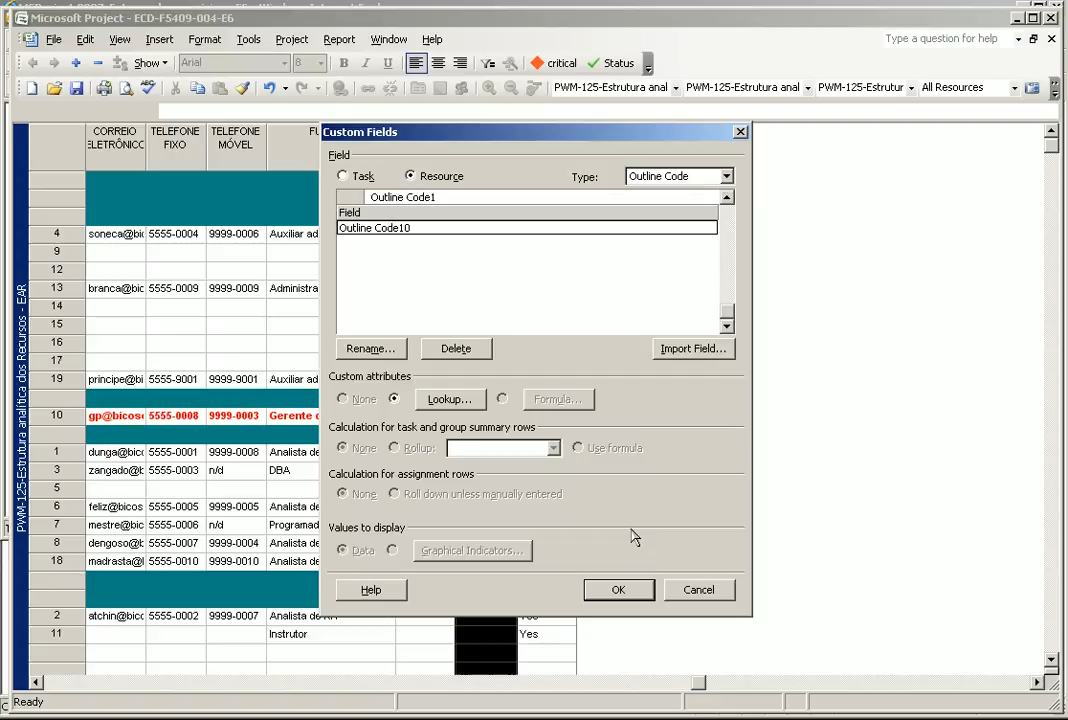 Microsoft Project - ECD-F5409-004-E6
File Edit View Insert Format Tools Project Report Window Help
Type a question for help
Show Arial 8 B I U Y= critical Status
PWM-125-Estrutura anal PWM-125-Estrutura anal PWM-125-Estrutur All Resources
CORREIO ELETRÔNICO TELEFONE FIXO TELEFONE MÓVEL FU
PWM-125-Estrutura analítica dos Recursos - EAR
4 soneca@bi 5555-0004 9999-0006 Auxiliar ad
9
12
13 branca@bic 5555-0009 9999-0009 Administra
14
15
16
17
19 principe@bi 5555-9001 9999-9001 Auxiliar ad
10 gp@bicoso 5555-0008 9999-0003 Gerente d
1 dunga@bic 5555-0001 9999-0008 Analista de
3 zangado@b 5555-0003 n/d DBA
5
6 feliz@bicos 5555-0005 9999-0005 Analista de
7 mestre@bi 5555-0006 n/d Programad
8 dengoso@b 5555-0007 9999-0004 Analista de
18 madrasta@ 5555-0010 9999-0010 Analista de
2 atchin@bic 5555-0002 9999-0007 Analista de RH Yes
11 Instrutor Yes
Custom Fields
Field
Task Resource Type: Outline Code
Outline Code1
Field
Outline Code10
Rename... Delete Import Field...
Custom attributes
None Lookup... Formula...
Calculation for task and group summary rows
None Rollup: Use formula
Calculation for assignment rows
None Roll down unless manually entered
Values to display
Data Graphical Indicators...
Help OK Cancel
Ready